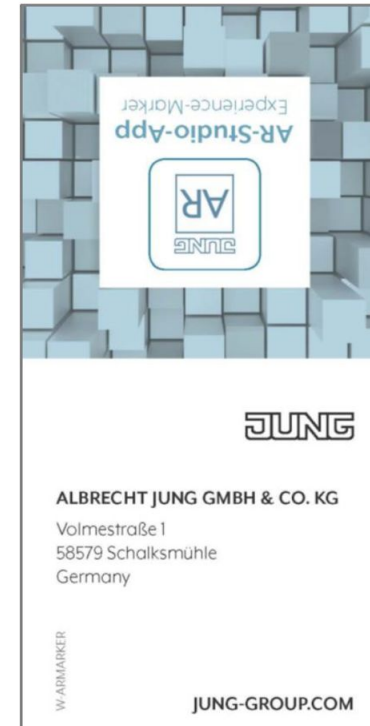 Experience-Marker
AR-Studio-App
AR
JUNG
JUNG
ALBRECHT JUNG GMBH & CO. KG
Volmestraße 1
58579 Schalksmühle
Germany
W-ARMARKER
JUNG-GROUP.COM